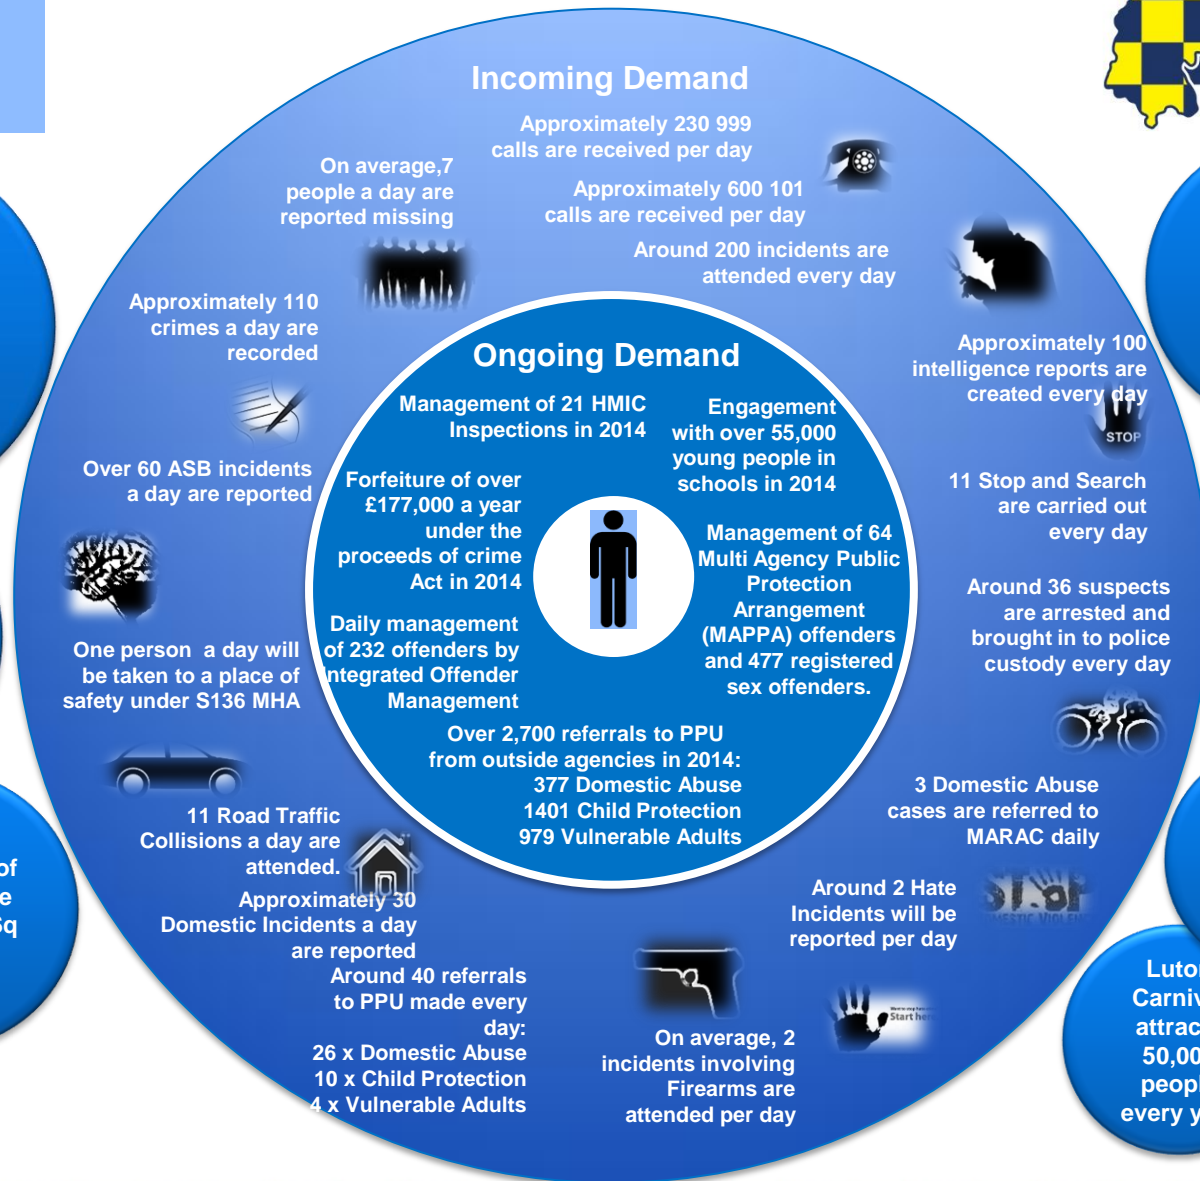 Incoming Demand
Approximately 230 999
calls are received per day
Approximately 600 101
calls are received per day
Around 200 incidents are
attended every day
On average,7
people a day are
reported missing
Approximately 110
crimes a day are
recorded
Over 60 ASB incidents
a day are reported
One person a day will
be taken to a place of
safety under S136 MHA
11 Road Traffic
Collisions a day are
attended.
Approximately 30
Domestic Incidents a day
are reported
Around 40 referrals
to PPU made every
day:
26 x Domestic Abuse
10 x Child Protection
4 x Vulnerable Adults
On average, 2
incidents involving
Firearms are
attended per day
Around 2 Hate
Incidents will be
reported per day
Start here
3 Domestic Abuse
cases are referred to
MARAC daily
STOP
DOMESTIC VIOLENCE
Around 36 suspects
are arrested and
brought in to police
custody every day
11 Stop and Search
are carried out
every day
STOP
Approximately 100
intelligence reports are
created every day
Ongoing Demand
Management of 21 HMIC
Inspections in 2014
Engagement
with over 55,000
young people in
schools in 2014
Forfeiture of over
£177,000 a year
under the
proceeds of crime
Act in 2014
Management of 64
Multi Agency Public
Protection
Arrangement
(MAPPA) offenders
and 477 registered
sex offenders.
Daily management
of 232 offenders by
Integrated Offender
Management
Over 2,700 referrals to PPU
from outside agencies in 2014:
377 Domestic Abuse
1401 Child Protection
979 Vulnerable Adults
of
e
Sq
Luto
Carniv
attrac
50,00
peopl
every y